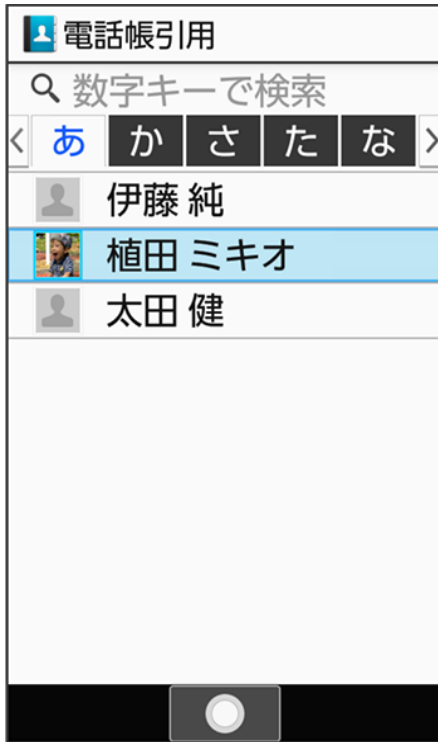 電話帳引用
数字キーで検索
あ か さ た な
伊藤 純
植田 ミキオ
太田 健